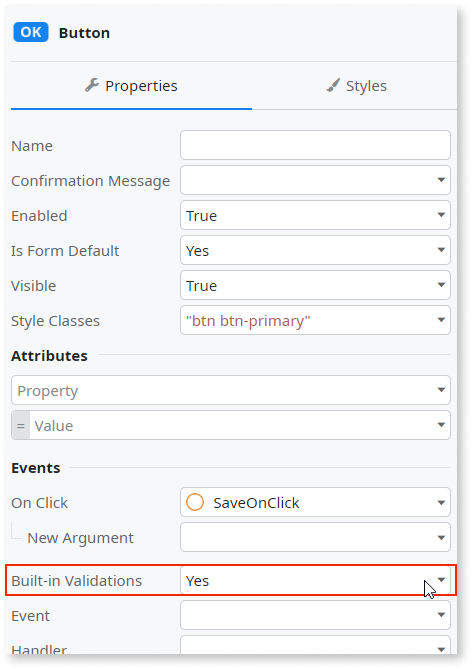 OK Button
Properties Styles
Name
Confirmation Message
Enabled True
Is Form Default Yes
Visible True
Style Classes "btn btn-primary"
Attributes
Property
= Value
Events
On Click SaveOnClick
New Argument
Built-in Validations Yes
Event
Handler